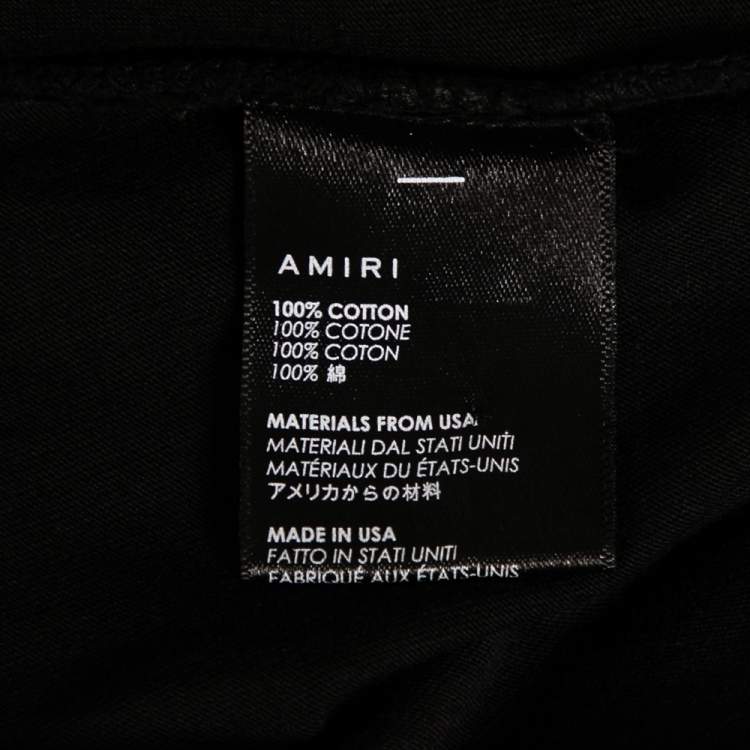 AMIRI
100% COTTON
100% COTONE
100% COTON
100% 綿
MATERIALS FROM USA
MATERIALI DAL STATI UNITI
MATÉRIAUX DU ÉTATS-UNIS
アメリカからの材料
MADE IN USA
FATTO IN STATI UNITI
FABRIQUÉ AUX ÉTATS-UNIS